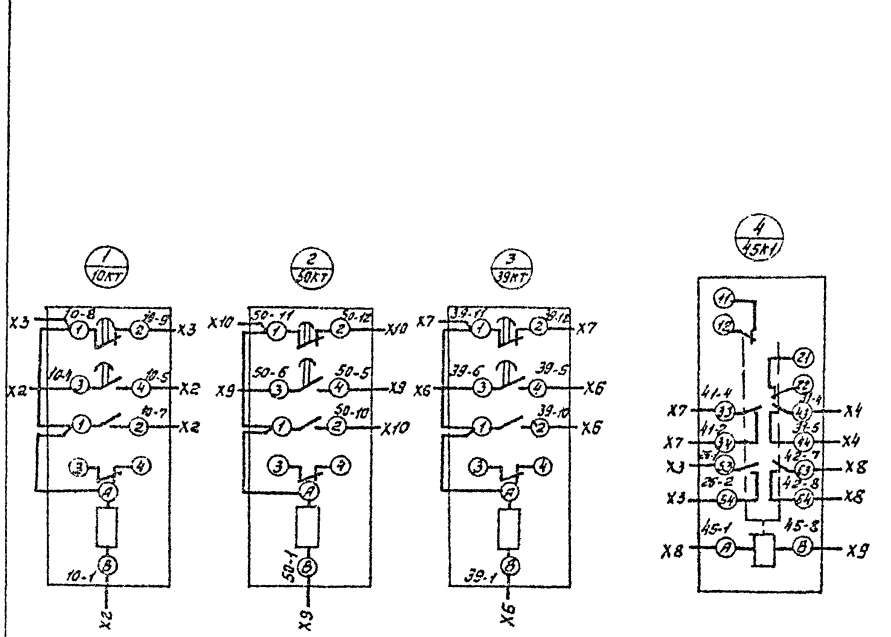 1
10КТ
10-8
10-9
X3
1
2
X3
10-5
X2
3
4
X2
10-7
1
2
X2
3
4
A
B
10-1
X2
2
50КТ
50-11
50-12
X10
1
2
X10
50-6
50-5
X9
3
4
X9
50-10
1
2
X10
3
4
A
B
50-1
X9
3
39КТ
39-11
39-12
X7
1
2
X7
39-6
39-5
X6
3
4
X6
39-10
1
2
X6
3
4
A
B
39-1
X6
4
45К1
11
12
21
22
41-4
31-4
X7
33
43
X4
41-2
31-5
X7
34
44
X4
42-7
X3
53
63
X8
26-2
42-8
X3
54
64
X8
45-1
45-8
X8
A
B
X9